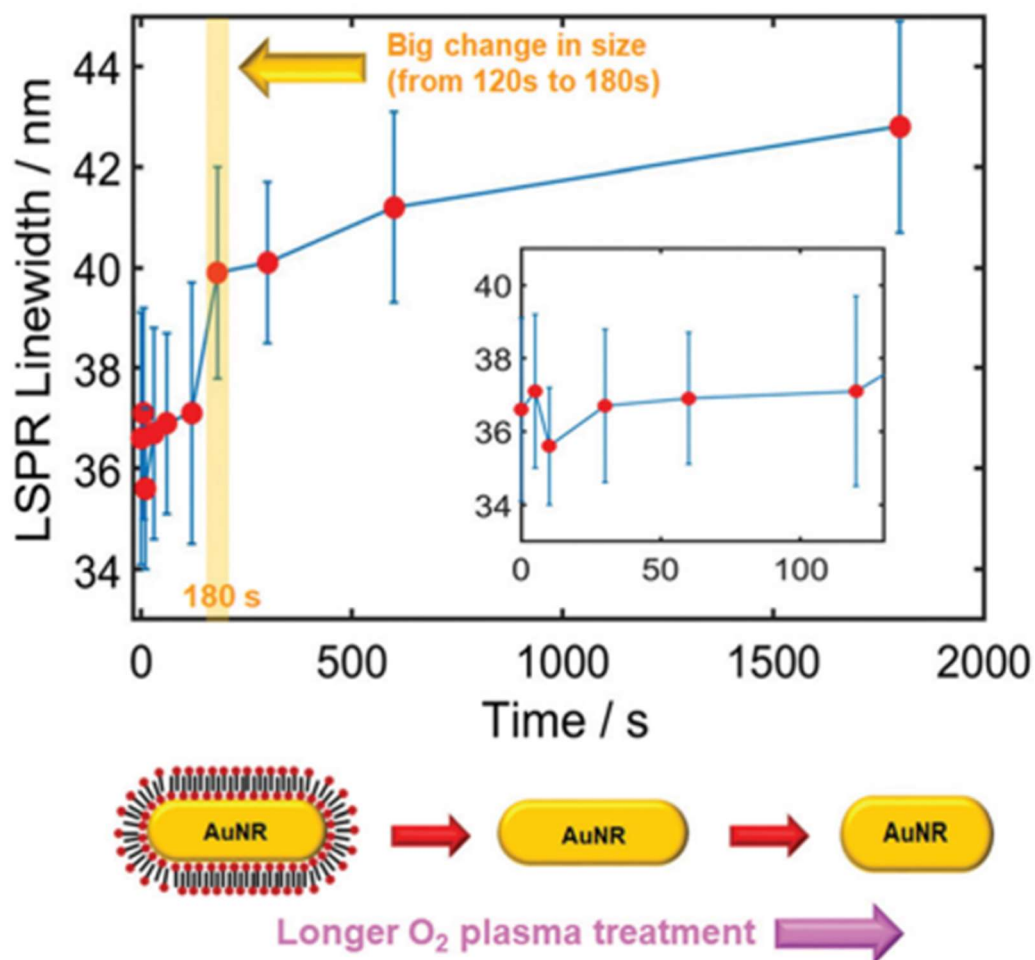 Big change in size
(from 120s to 180s)
LSPR Linewidth / nm
44
42
40
38
36
34
180 s
40
38
36
34
0 50 100
0 500 1000 1500 2000
Time / s
AuNR AuNR AuNR
Longer O₂ plasma treatment